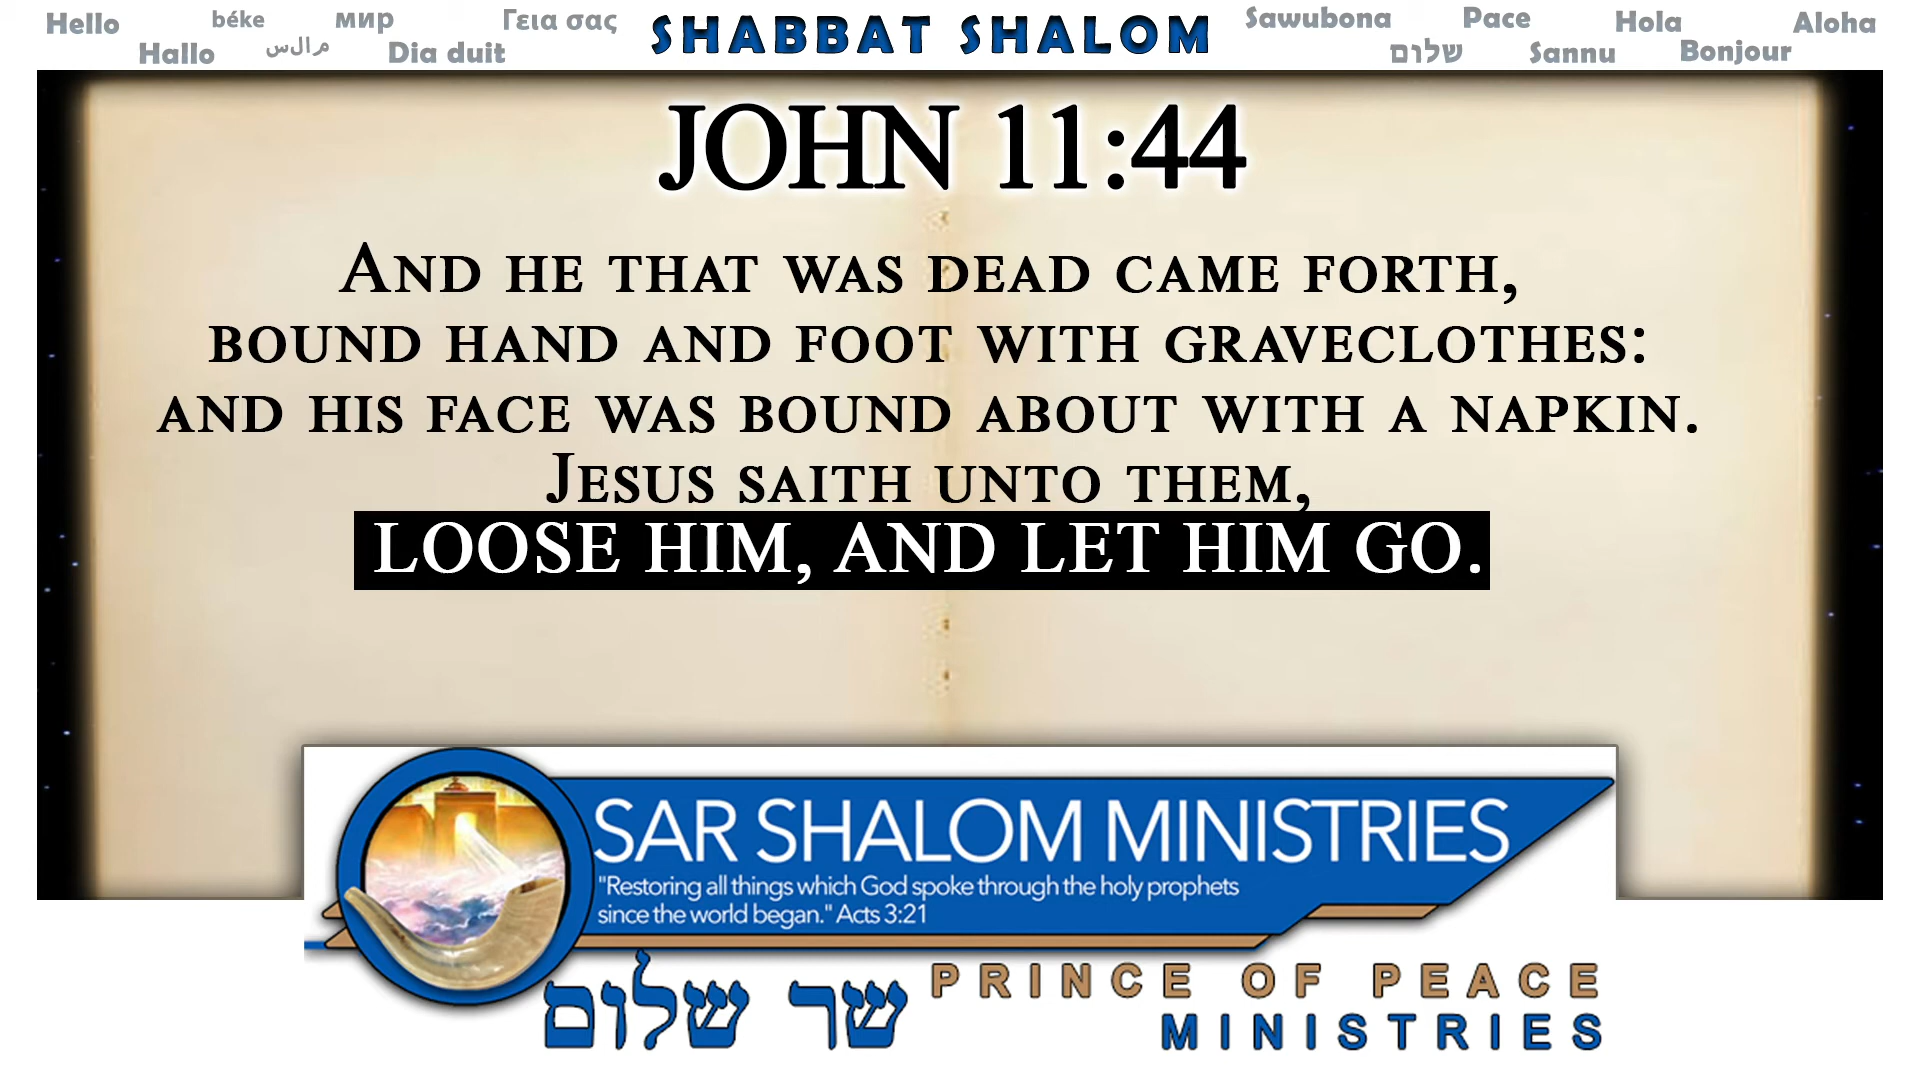 Hello béke мир Γεια σας SHABBAT SHALOM Sawubona Pace Hola Aloha
Hallo م‎ا‎ل‎س Dia duit שלום Sannu Bonjour
JOHN 11:44
AND HE THAT WAS DEAD CAME FORTH,
BOUND HAND AND FOOT WITH GRAVECLOTHES:
AND HIS FACE WAS BOUND ABOUT WITH A NAPKIN.
JESUS SAITH UNTO THEM,
LOOSE HIM, AND LET HIM GO.
SAR SHALOM MINISTRIES
"Restoring all things which God spoke through the holy prophets
since the world began." Acts 3:21
שר שלום
PRINCE OF PEACE
MINISTRIES